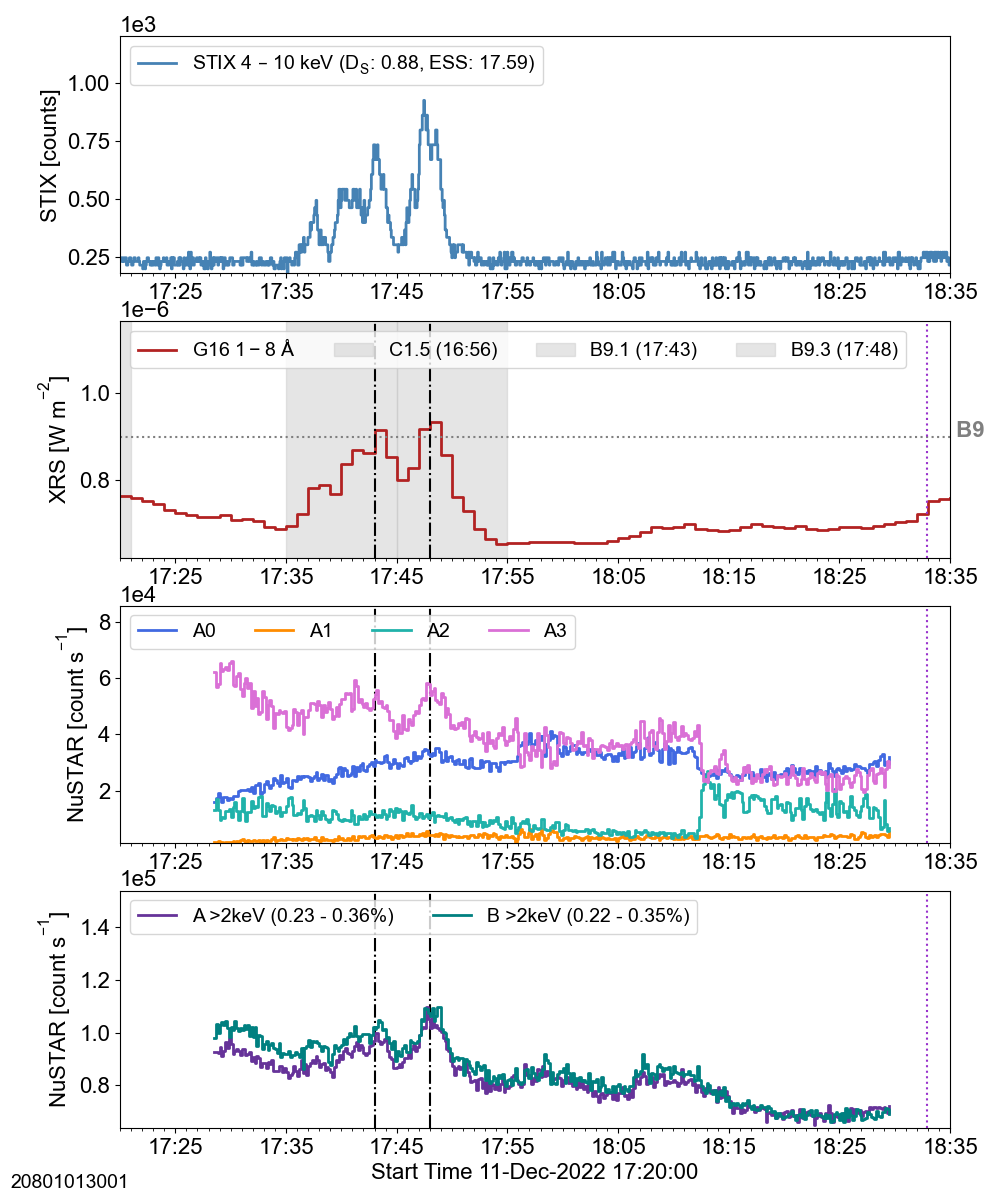 1e3
STIX 4 – 10 keV (DS: 0.88, ESS: 17.59)
STIX [counts]
1.00
0.75
0.50
0.25
17:25 17:35 17:45 17:55 18:05 18:15 18:25 18:35
1e−6
G16 1 − 8 Å C1.5 (16:56) B9.1 (17:43) B9.3 (17:48)
XRS [W m−2]
1.0
0.8
B9
17:25 17:35 17:45 17:55 18:05 18:15 18:25 18:35
1e4
A0 A1 A2 A3
NuSTAR [count s−1]
8
6
4
2
17:25 17:35 17:45 17:55 18:05 18:15 18:25 18:35
1e5
A >2keV (0.23 - 0.36%) B >2keV (0.22 - 0.35%)
NuSTAR [count s−1]
1.4
1.2
1.0
0.8
17:25 17:35 17:45 17:55 18:05 18:15 18:25 18:35
Start Time 11-Dec-2022 17:20:00
20801013001